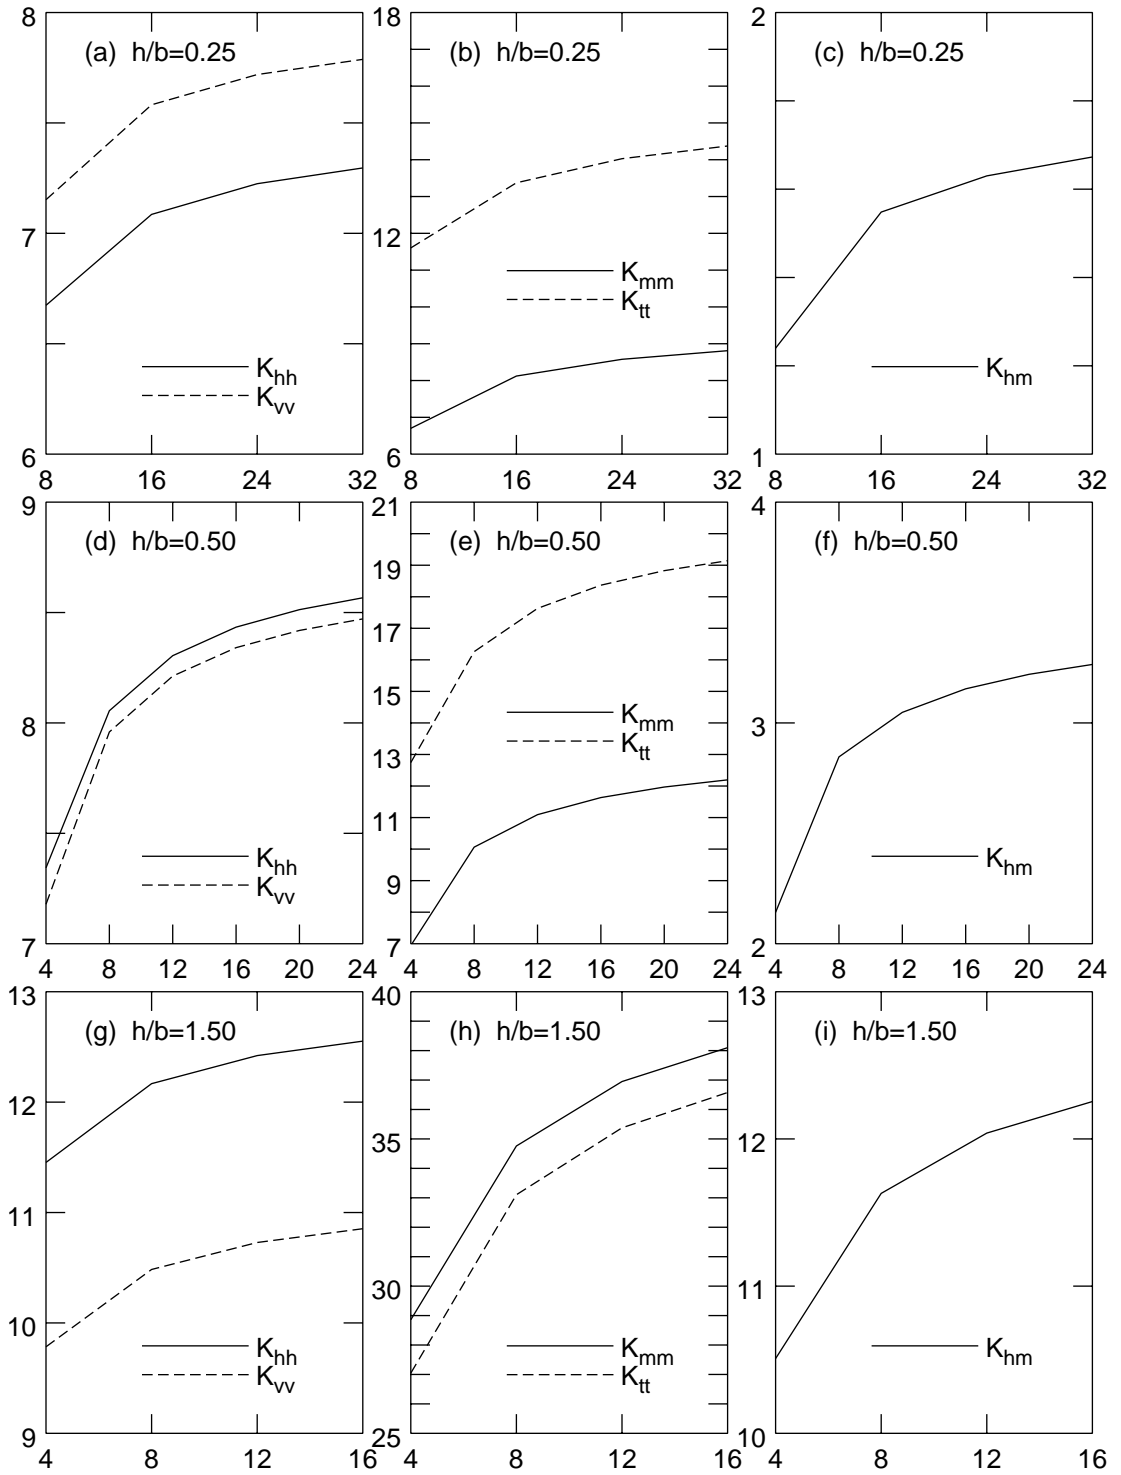 (a) h/b=0.25
8
7
6
K_hh
K_vv
8 16 24 32
(b) h/b=0.25
18
12
6
K_mm
K_tt
8 16 24 32
(c) h/b=0.25
2
1
K_hm
8 16 24 32
(d) h/b=0.50
9
8
7
K_hh
K_vv
4 8 12 16 20 24
(e) h/b=0.50
21
19
17
15
13
11
9
7
K_mm
K_tt
4 8 12 16 20 24
(f) h/b=0.50
4
3
2
K_hm
4 8 12 16 20 24
(g) h/b=1.50
13
12
11
10
9
K_hh
K_vv
4 8 12 16
(h) h/b=1.50
40
35
30
25
K_mm
K_tt
4 8 12 16
(i) h/b=1.50
13
12
11
10
K_hm
4 8 12 16